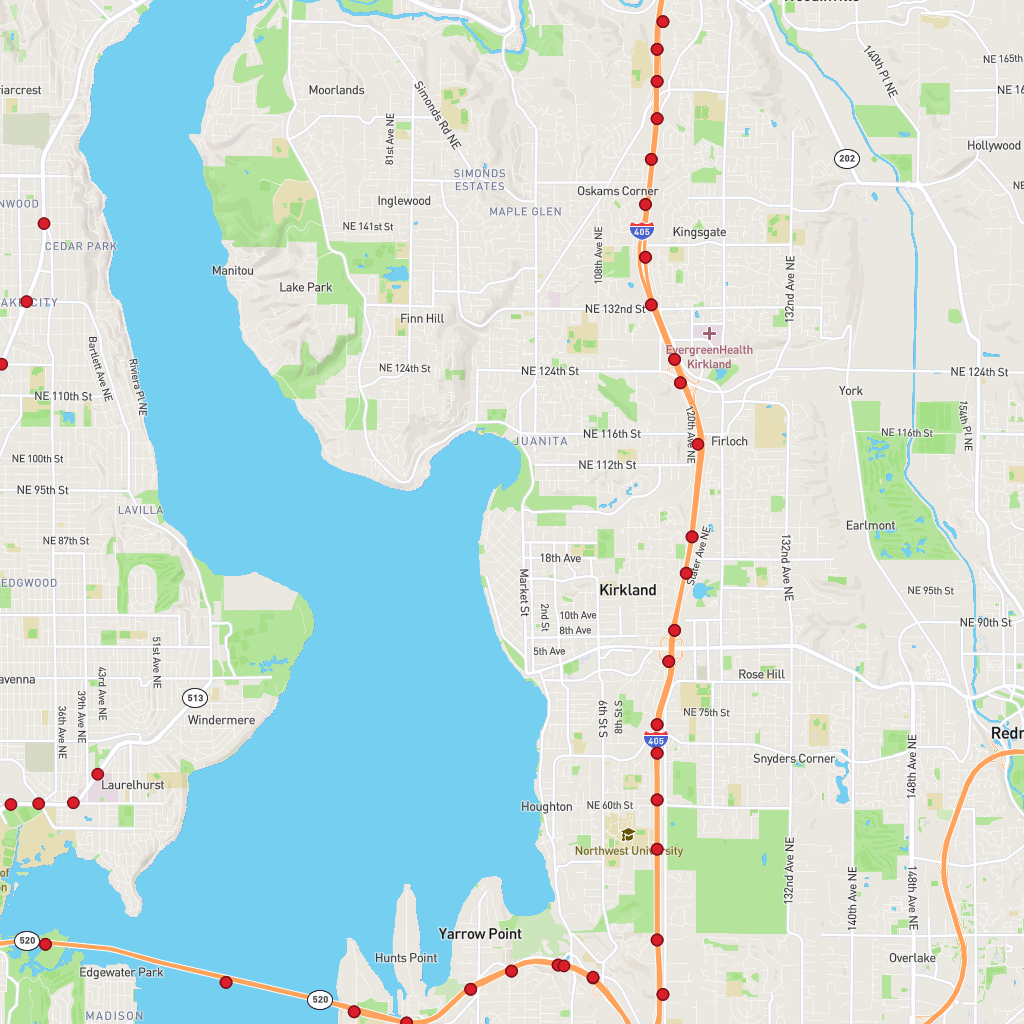 140th Pl NE
NE 165th
Moorlands
Simonds Rd NE
81st Ave NE
Hollywood
202
SIMONDS
ESTATES
Oskams Corner
Inglewood
MAPLE GLEN
NE 141st St
108th Ave NE
405
Kingsgate
CEDAR PARK
Manitou
132nd Ave NE
Lake Park
NE 132nd St
Finn Hill
EvergreenHealth
Kirkland
Bartlett Ave NE
Riviera Pl NE
NE 124th St
NE 124th St
NE 124th St
York
NE 110th St
120th Ave NE
154th Pl NE
NE 116th St
NE 116th St
JUANITA
Firloch
NE 100th St
NE 112th St
NE 95th St
LAVILLA
Earlmont
NE 87th St
18th Ave
Slater Ave NE
132nd Ave NE
Market St
Kirkland
NE 95th St
2nd St
10th Ave
8th Ave
NE 90th St
51st Ave NE
5th Ave
43rd Ave NE
Rose Hill
39th Ave NE
513
36th Ave NE
Windermere
6th St S
8th St S
NE 75th St
405
148th Ave NE
Snyders Corner
Laurelhurst
Houghton
NE 60th St
Northwest University
132nd Ave NE
140th Ave NE
148th Ave NE
520
Yarrow Point
Hunts Point
Overlake
Edgewater Park
520
MADISON